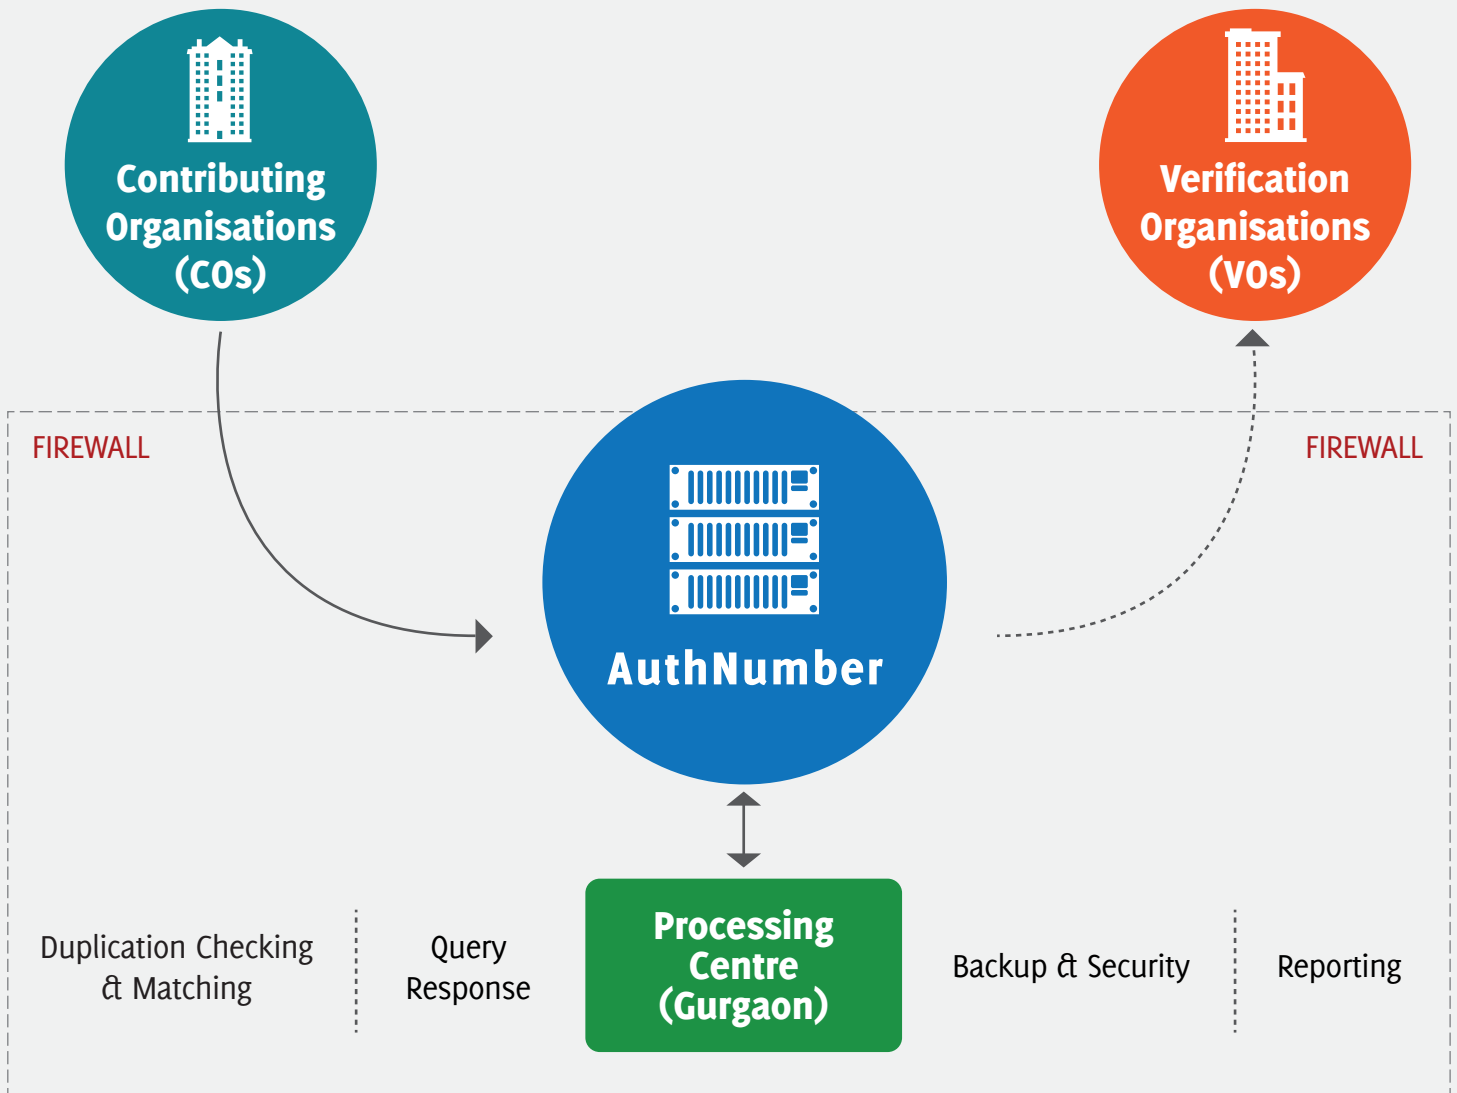 Contributing
Organisations
(COs)
Verification
Organisations
(VOs)
FIREWALL
FIREWALL
AuthNumber
Duplication Checking
& Matching
Query
Response
Processing
Centre
(Gurgaon)
Backup & Security
Reporting